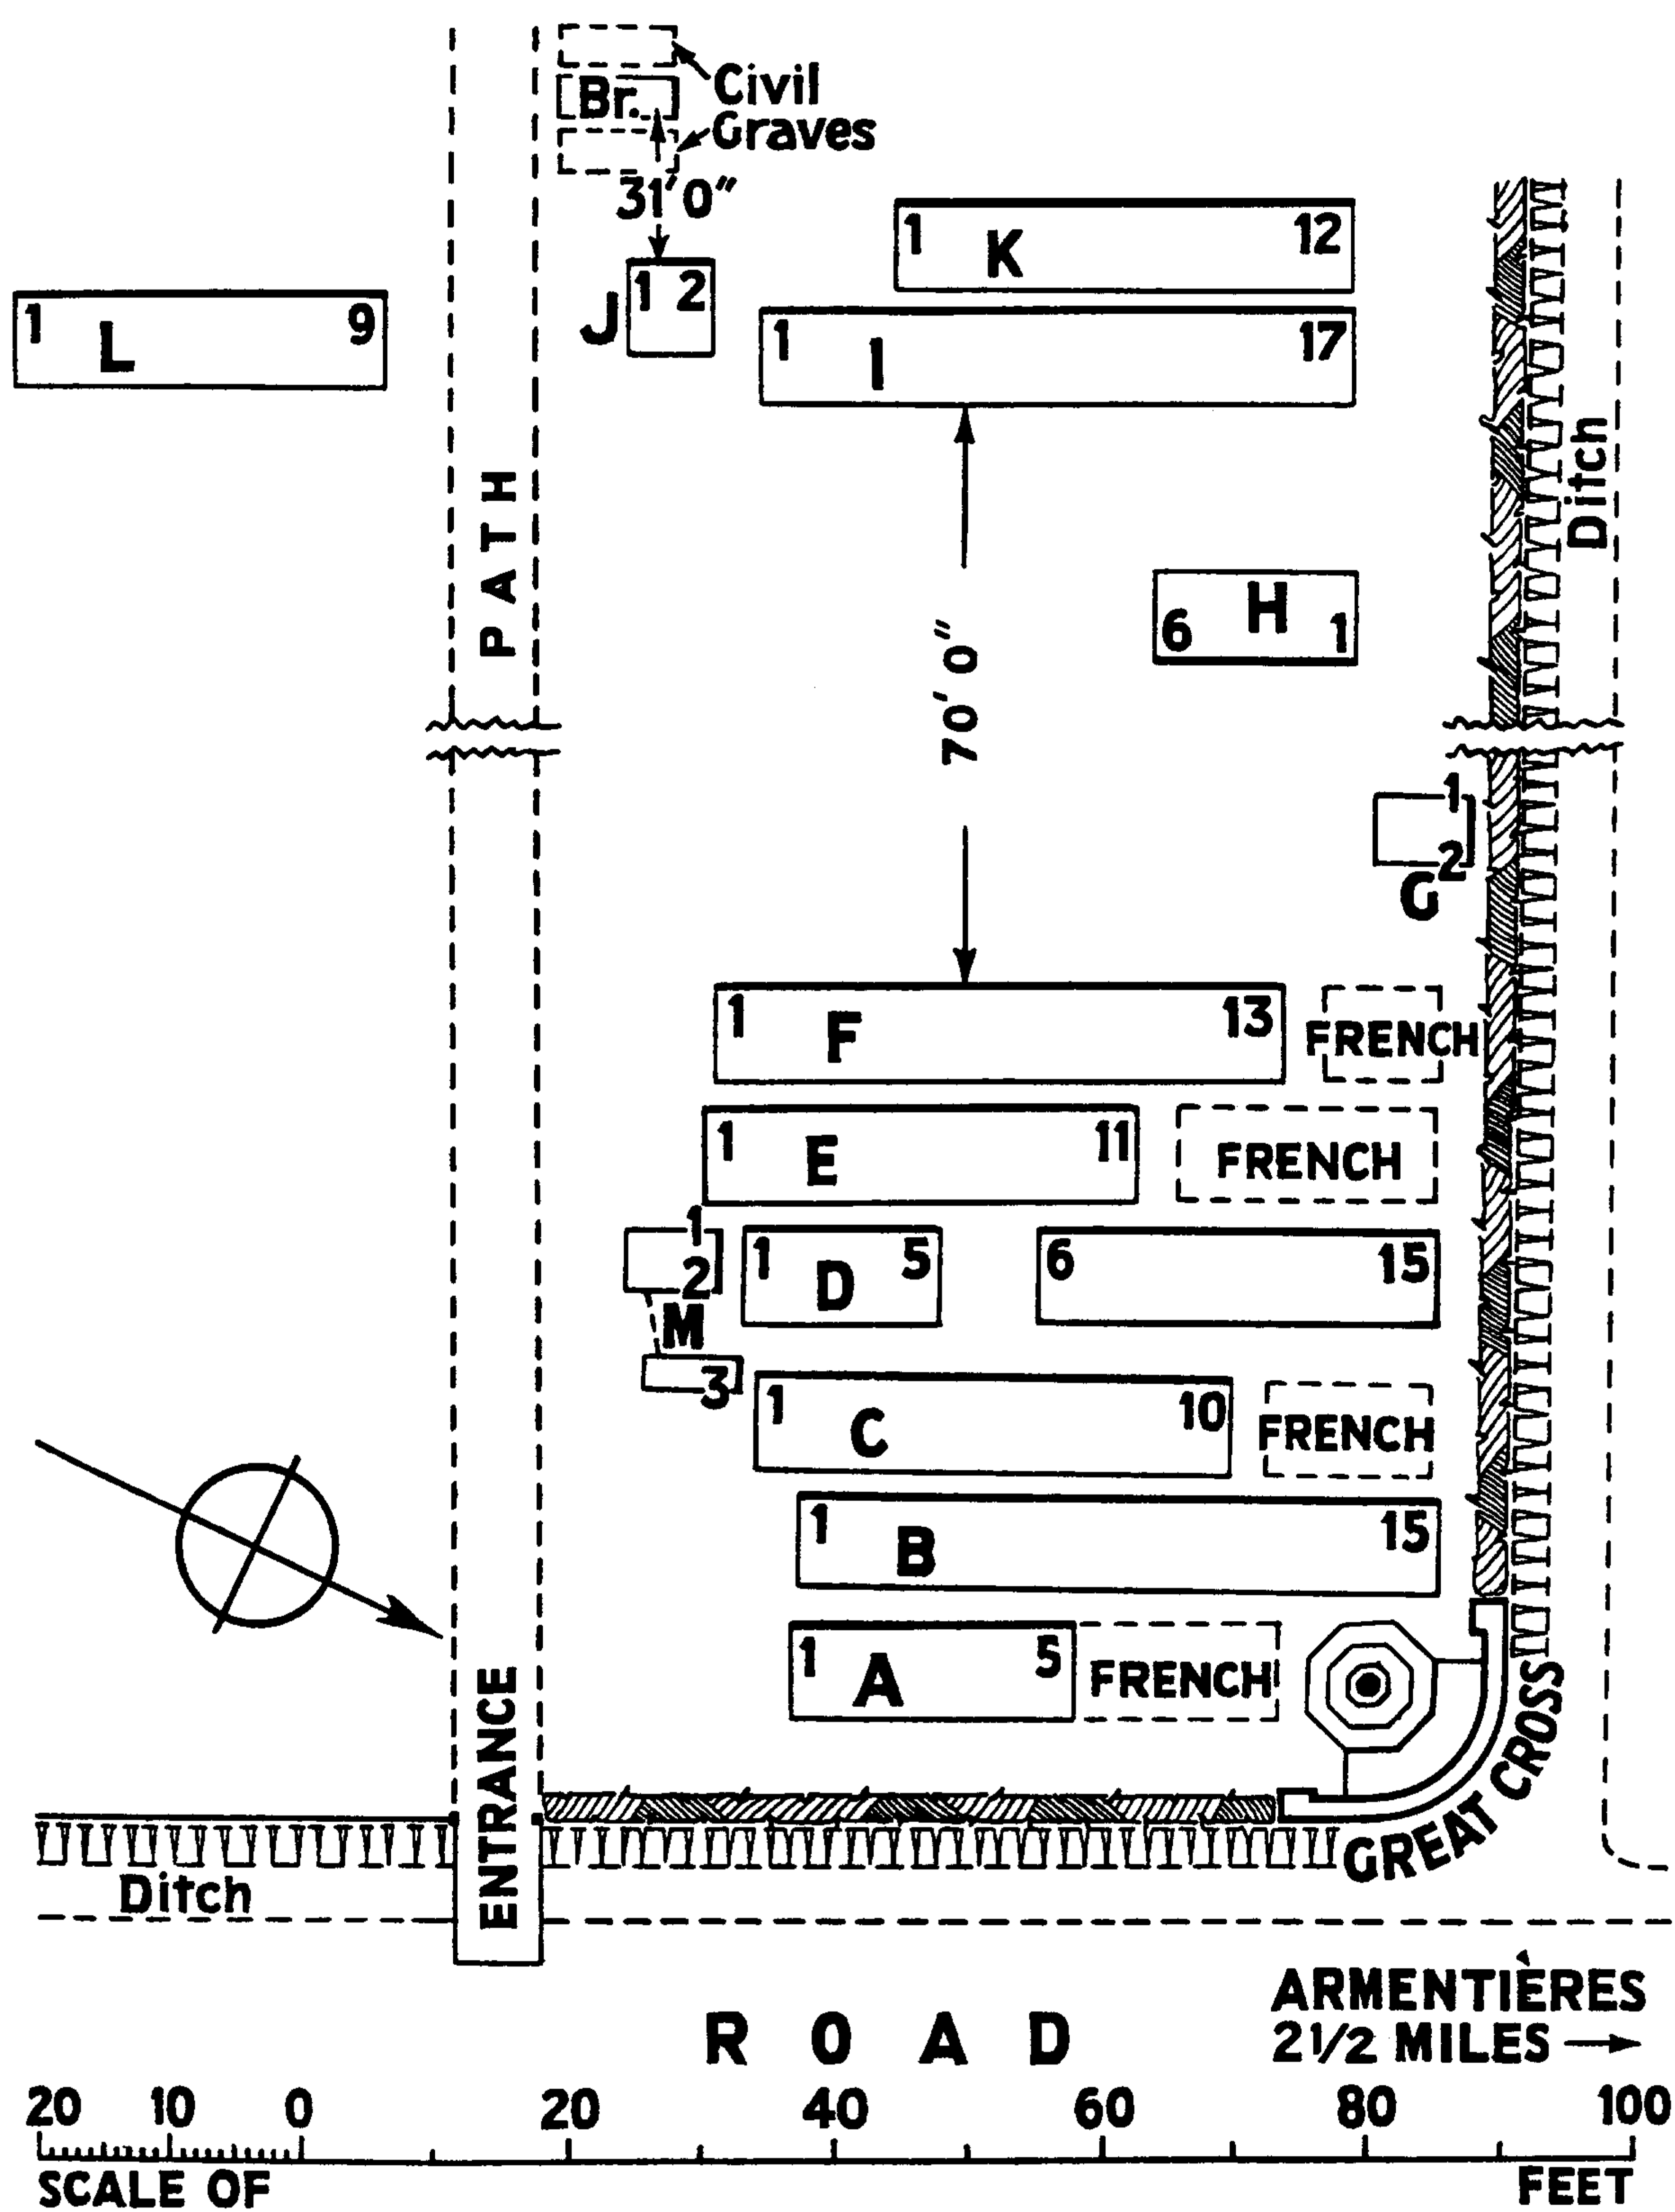 Civil
Graves
Br.
31'0"
1 K 12
1 L 9
J 1 2
1 I 17
PATH
Ditch
6 H 1
70' 0"
1
2
G
1 F 13
FRENCH
1 E 11
FRENCH
1
2
M
3
1 D 5
6 15
1 C 10
FRENCH
1 B 15
1 A 5
FRENCH
GREAT CROSS
ENTRANCE
Ditch
ROAD
ARMENTIÈRES
2 1/2 MILES →
20 10 0 20 40 60 80 100
SCALE OF FEET